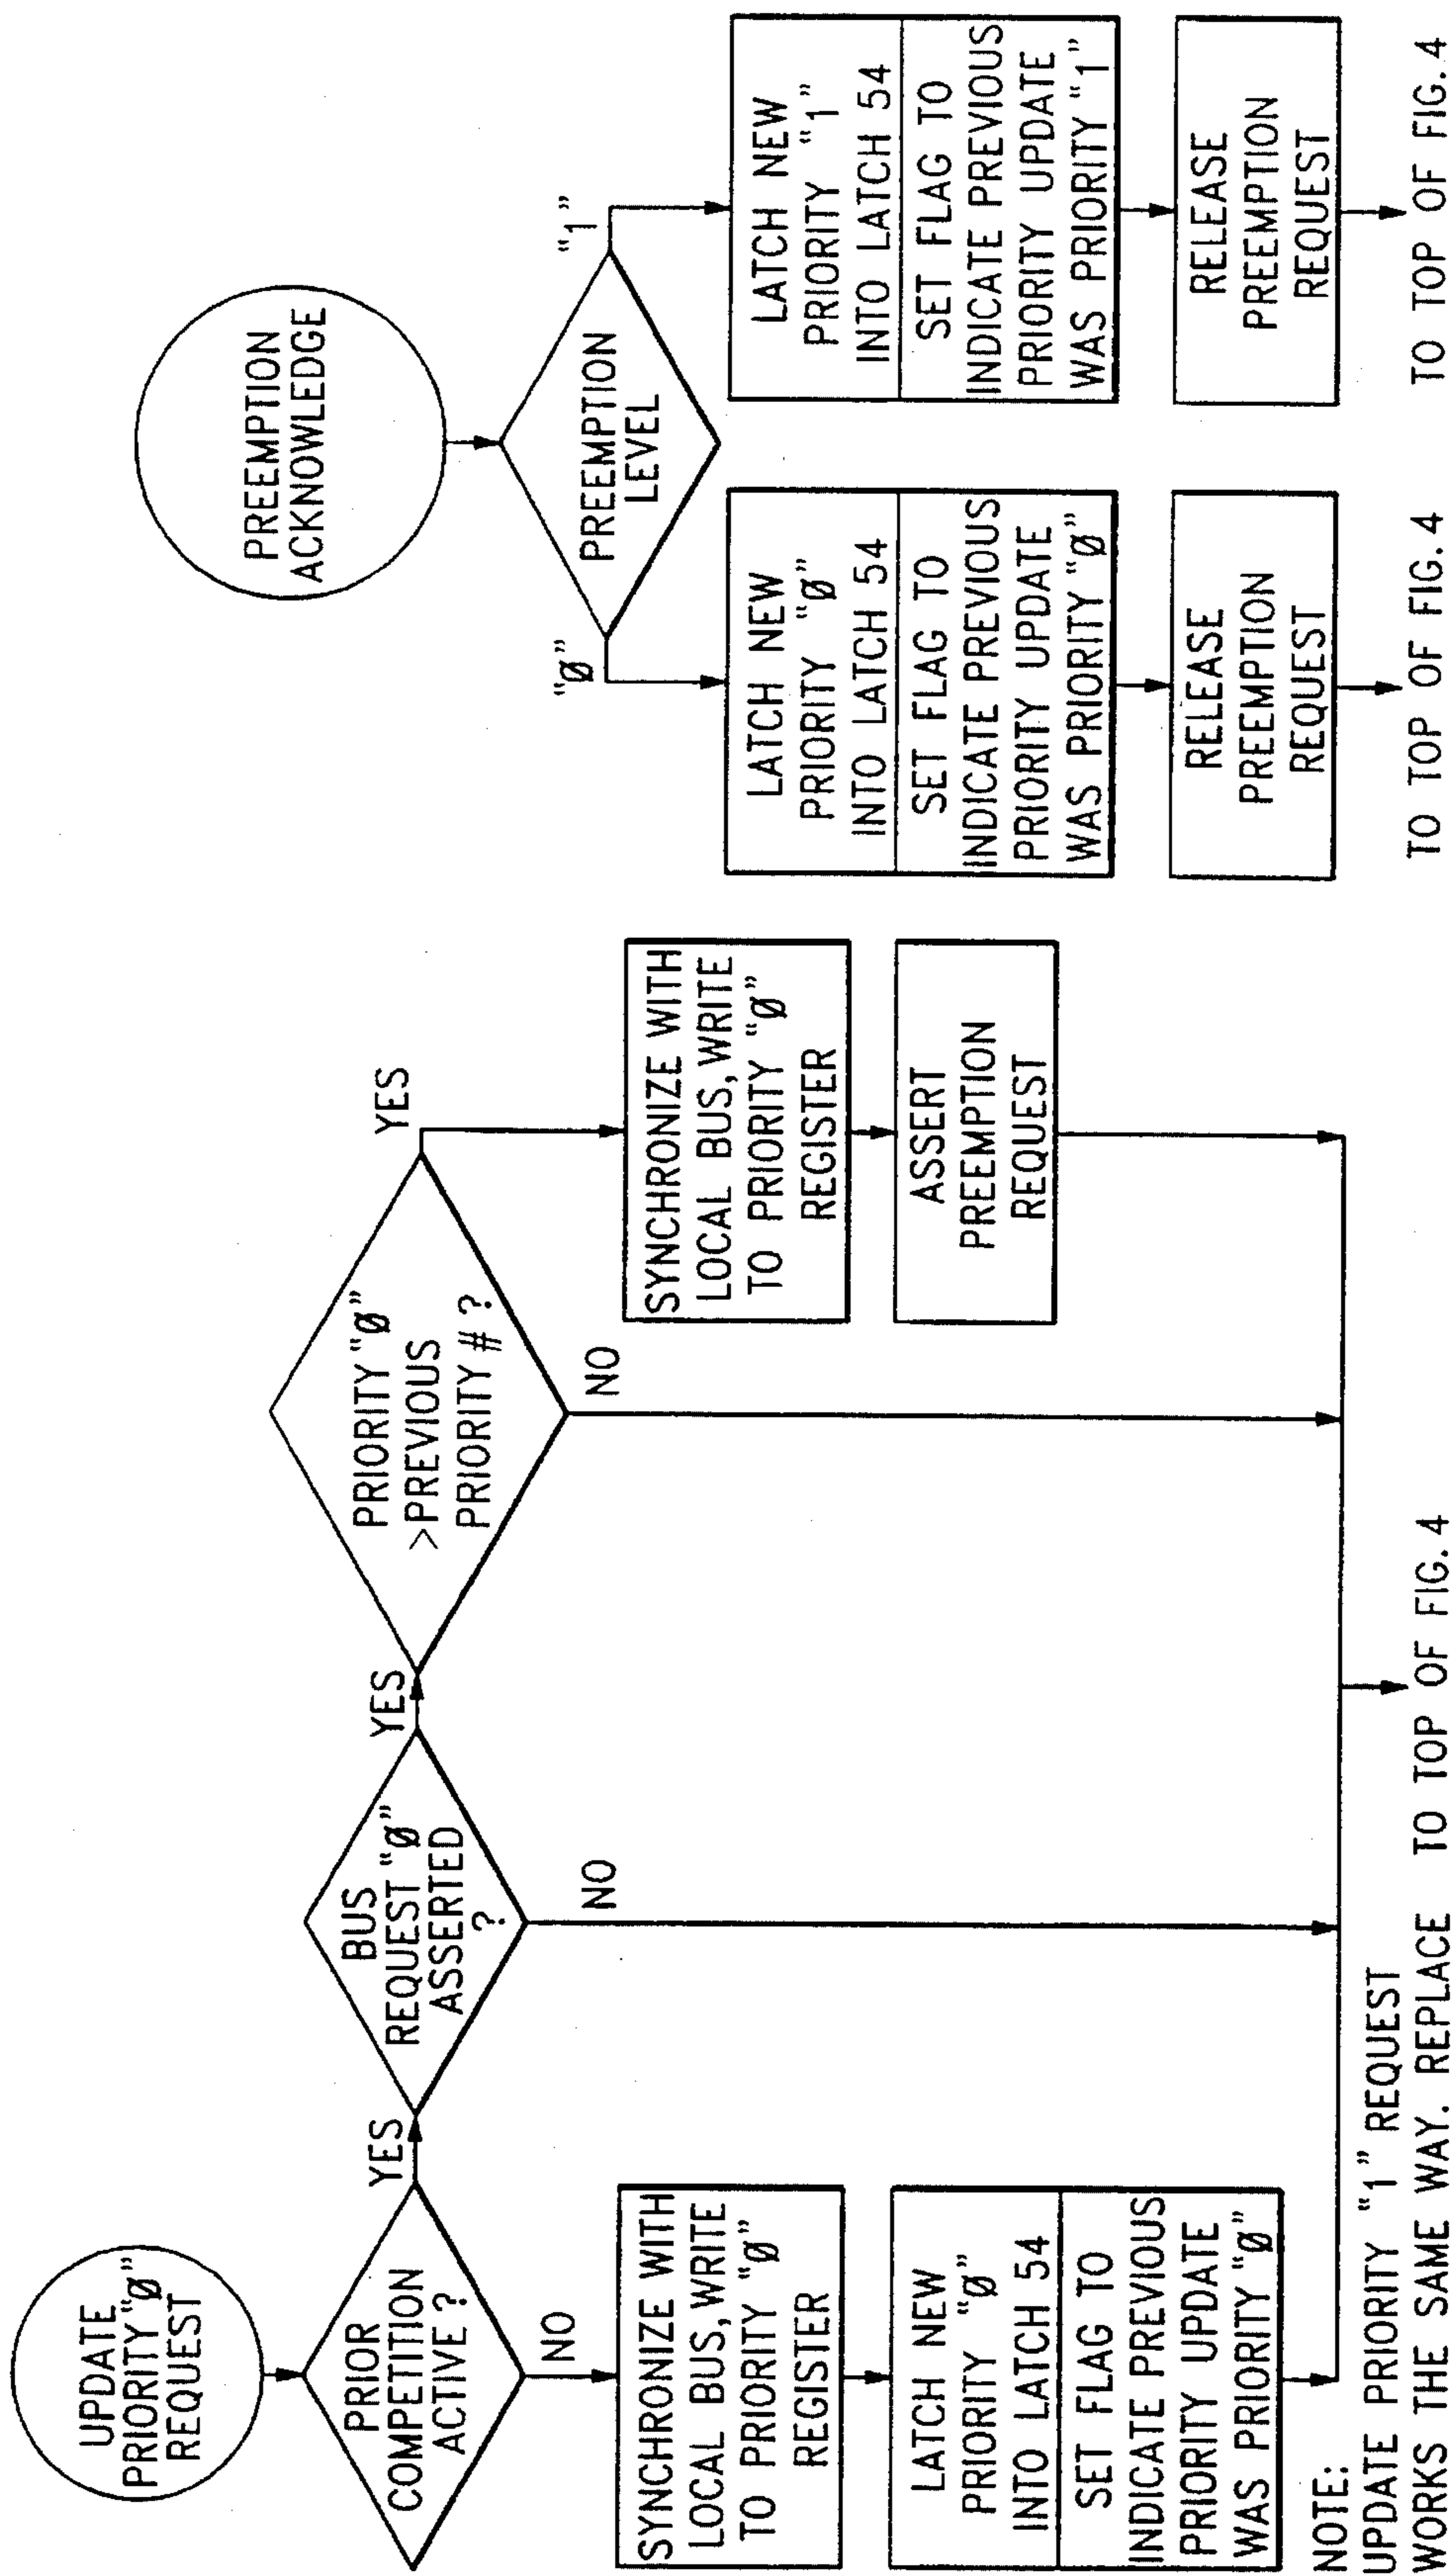 UPDATE
PRIORITY "Ø"
REQUEST
PRIOR
COMPETITION
ACTIVE ?
YES
NO
SYNCHRONIZE WITH
LOCAL BUS, WRITE
TO PRIORITY "Ø"
REGISTER
LATCH NEW
PRIORITY "Ø"
INTO LATCH 54
SET FLAG TO
INDICATE PREVIOUS
PRIORITY UPDATE
WAS PRIORITY "Ø"
BUS
REQUEST "Ø"
ASSERTED
?
YES
NO
PRIORITY "Ø"
>PREVIOUS
PRIORITY # ?
YES
NO
SYNCHRONIZE WITH
LOCAL BUS, WRITE
TO PRIORITY "Ø"
REGISTER
ASSERT
PREEMPTION
REQUEST
NOTE:
UPDATE PRIORITY "1" REQUEST
WORKS THE SAME WAY. REPLACE
TO TOP OF FIG. 4
PREEMPTION
ACKNOWLEDGE
PREEMPTION
LEVEL
"Ø"
"1"
LATCH NEW
PRIORITY "Ø"
INTO LATCH 54
SET FLAG TO
INDICATE PREVIOUS
PRIORITY UPDATE
WAS PRIORITY "Ø"
RELEASE
PREEMPTION
REQUEST
TO TOP OF FIG. 4
LATCH NEW
PRIORITY "1"
INTO LATCH 54
SET FLAG TO
INDICATE PREVIOUS
PRIORITY UPDATE
WAS PRIORITY "1"
RELEASE
PREEMPTION
REQUEST
TO TOP OF FIG. 4